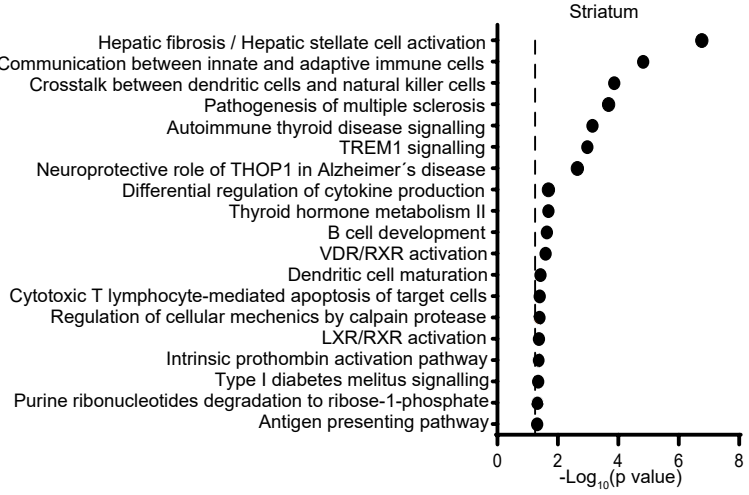 Striatum
Hepatic fibrosis / Hepatic stellate cell activation
Communication between innate and adaptive immune cells
Crosstalk between dendritic cells and natural killer cells
Pathogenesis of multiple sclerosis
Autoimmune thyroid disease signalling
TREM1 signalling
Neuroprotective role of THOP1 in Alzheimer´s disease
Differential regulation of cytokine production
Thyroid hormone metabolism II
B cell development
VDR/RXR activation
Dendritic cell maturation
Cytotoxic T lymphocyte-mediated apoptosis of target cells
Regulation of cellular mechenics by calpain protease
LXR/RXR activation
Intrinsic prothombin activation pathway
Type I diabetes melitus signalling
Purine ribonucleotides degradation to ribose-1-phosphate
Antigen presenting pathway
0 2 4 6 8
-Log10(p value)